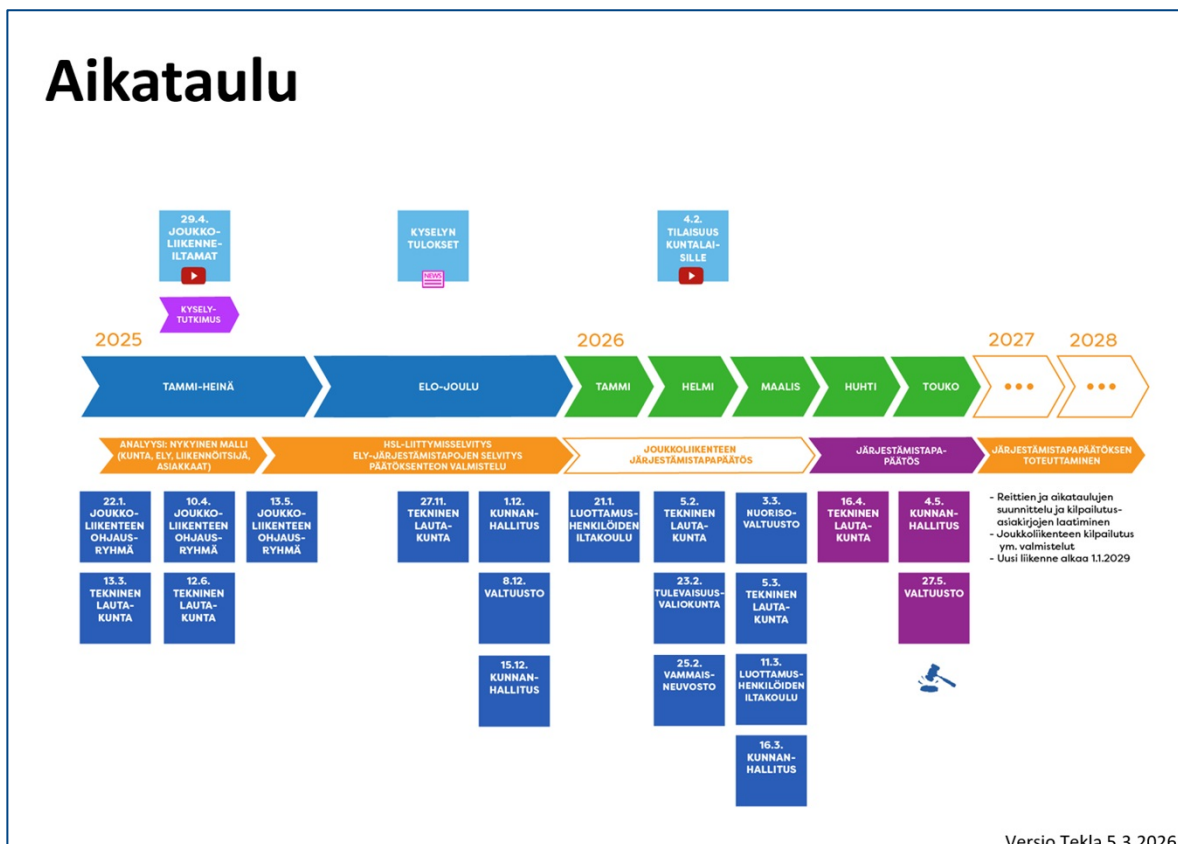 Aikataulu
29.4.
JOUKKO-
LIIKENNE-
ILTAMAT
KYSELYN
TULOKSET
NEWS
4.2.
TILAISUUS
KUNTALAI-
SILLE
KYSELY-
TUTKIMUS
2025
2026
2027
2028
TAMMI-HEINÄ
ELO-JOULU
TAMMI
HELMI
MAALIS
HUHTI
TOUKO
•••
•••
ANALYYSI: NYKYINEN MALLI
(KUNTA, ELY, LIIKENNÖITSIJÄ,
ASIAKKAAT)
HSL-LIITTYMISSELVITYS
ELY-JÄRJESTÄMISTAPOJEN SELVITYS
PÄÄTÖKSENTEON VALMISTELU
JOUKKOLIIKENTEEN
JÄRJESTÄMISTAPAPÄÄTÖS
JÄRJESTÄMISTAPA-
PÄÄTÖS
JÄRJESTÄMISTAPAPÄÄTÖKSEN
TOTEUTTAMINEN
22.1.
JOUKKO-
LIIKENTEEN
OHJAUS-
RYHMÄ
10.4.
JOUKKO-
LIIKENTEEN
OHJAUS-
RYHMÄ
13.5.
JOUKKO-
LIIKENTEEN
OHJAUS-
RYHMÄ
27.11.
TEKNINEN
LAUTA-
KUNTA
1.12.
KUNNAN-
HALLITUS
21.1.
LUOTTAMUS-
HENKILÖIDEN
ILTAKOULU
5.2.
TEKNINEN
LAUTA-
KUNTA
3.3.
NUORISO-
VALTUUSTO
16.4.
TEKNINEN
LAUTA-
KUNTA
4.5.
KUNNAN-
HALLITUS
- Reittien ja aikataulujen
suunnittelu ja kilpailutus-
asiakirjojen laatiminen
- Joukkoliikenteen kilpailutus
ym. valmistelut
- Uusi liikenne alkaa 1.1.2029
13.3.
TEKNINEN
LAUTA-
KUNTA
12.6.
TEKNINEN
LAUTA-
KUNTA
8.12.
VALTUUSTO
23.2.
TULEVAISUUS-
VALIOKUNTA
5.3.
TEKNINEN
LAUTA-
KUNTA
27.5.
VALTUUSTO
15.12.
KUNNAN-
HALLITUS
25.2.
VAMMAIS-
NEUVOSTO
11.3.
LUOTTAMUS-
HENKILÖIDEN
ILTAKOULU
16.3.
KUNNAN-
HALLITUS
Versio Tekla 5.3.2026